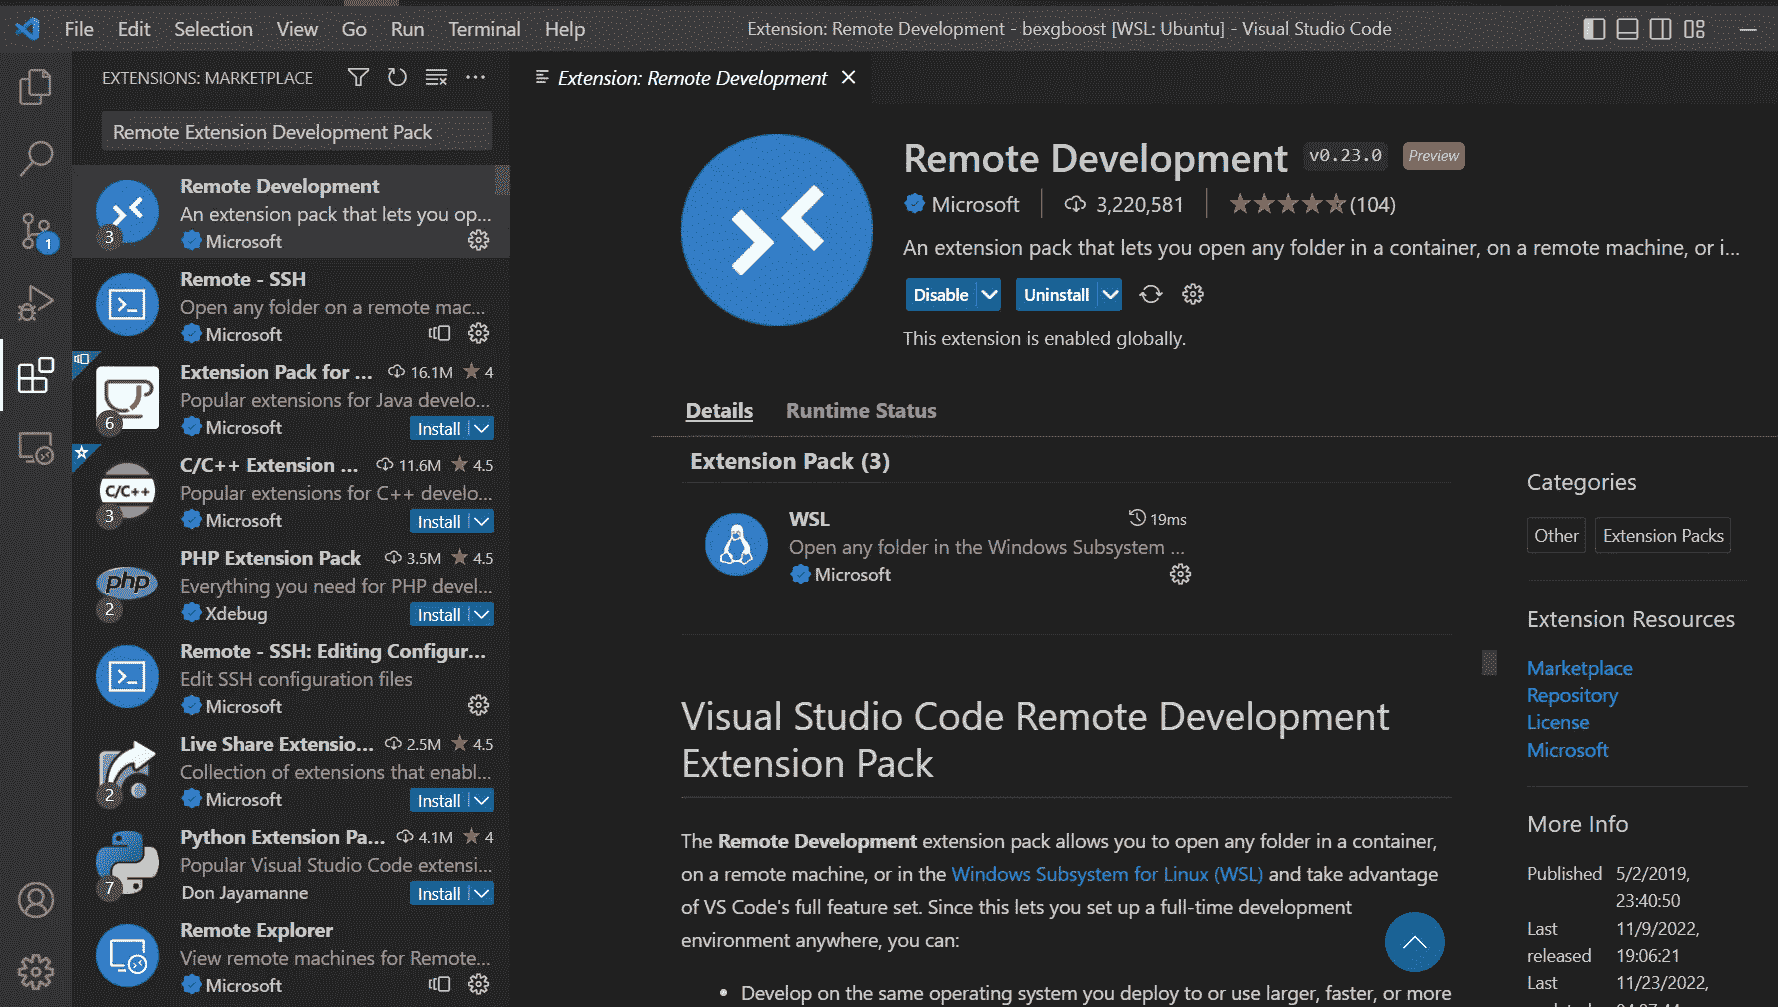 File Edit Selection View Go Run Terminal Help
Extension: Remote Development - bexgboost [WSL: Ubuntu] - Visual Studio Code
EXTENSIONS: MARKETPLACE
Remote Extension Development Pack
1
Remote Development
An extension pack that lets you op...
3
Microsoft
Remote - SSH
Open any folder on a remote mac...
Microsoft
Extension Pack for ... 16.1M 4
Popular extensions for Java develo...
6
Microsoft Install
C/C++ Extension ... 11.6M 4.5
C/C++
Popular extensions for C++ develo...
3
Microsoft Install
PHP Extension Pack 3.5M 4.5
php
Everything you need for PHP devel...
2
Xdebug Install
Remote - SSH: Editing Configur...
Edit SSH configuration files
Microsoft
Live Share Extensio... 2.5M 4.5
Collection of extensions that enabl...
2
Microsoft Install
Python Extension Pa... 4.1M 4
Popular Visual Studio Code extensi...
7
Don Jayamanne Install
Remote Explorer
View remote machines for Remote...
Microsoft
Extension: Remote Development
Remote Development v0.23.0 Preview
Microsoft 3,220,581 (104)
An extension pack that lets you open any folder in a container, on a remote machine, or i...
Disable Uninstall
This extension is enabled globally.
Details Runtime Status
Extension Pack (3)
WSL 19ms
Open any folder in the Windows Subsystem ...
Microsoft
Visual Studio Code Remote Development
Extension Pack
The Remote Development extension pack allows you to open any folder in a container,
on a remote machine, or in the Windows Subsystem for Linux (WSL) and take advantage
of VS Code's full feature set. Since this lets you set up a full-time development
environment anywhere, you can:
• Develop on the same operating system you deploy to or use larger, faster, or more
Categories
Other Extension Packs
Extension Resources
Marketplace
Repository
License
Microsoft
More Info
Published 5/2/2019,
23:40:50
Last 11/9/2022,
released 19:06:21
Last 11/23/2022,